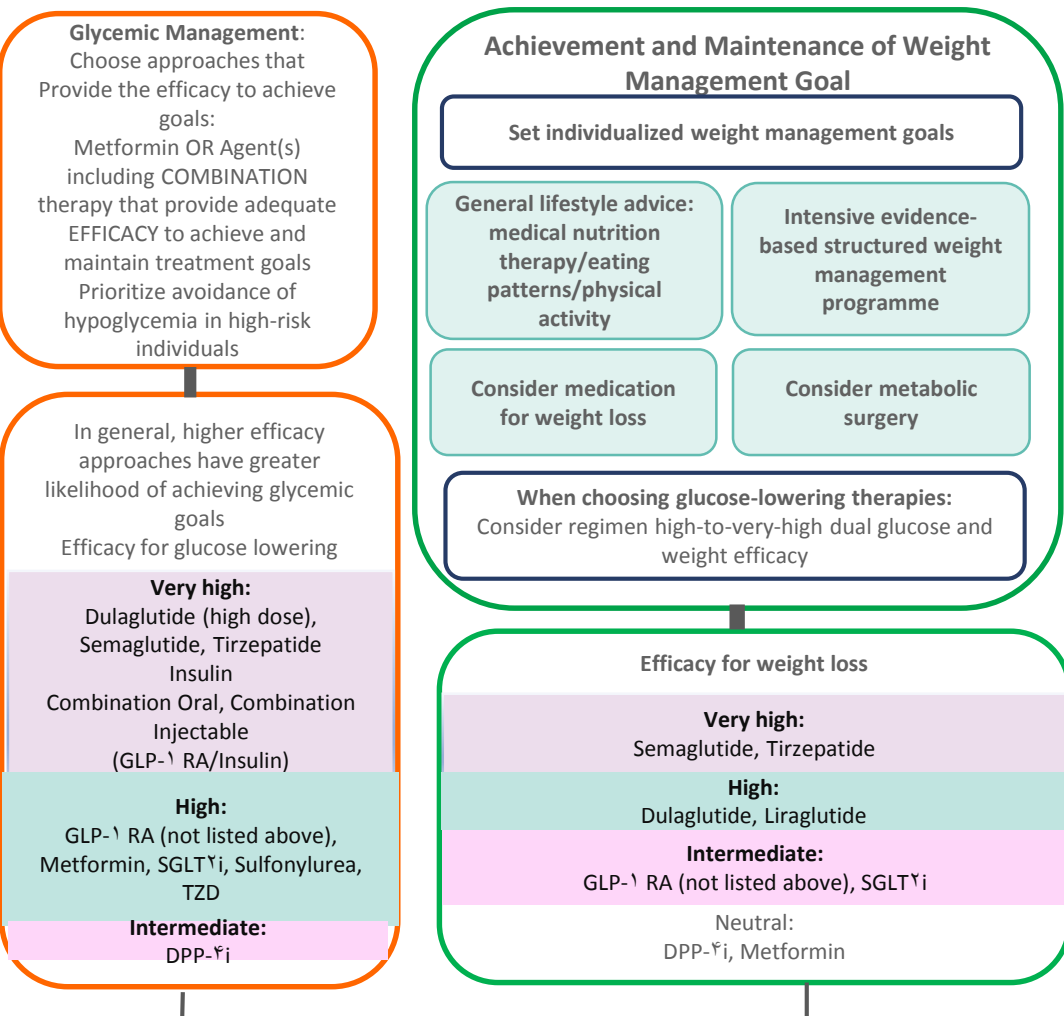 Glycemic Management:
Choose approaches that
Provide the efficacy to achieve
goals:
Metformin OR Agent(s)
including COMBINATION
therapy that provide adequate
EFFICACY to achieve and
maintain treatment goals
Prioritize avoidance of
hypoglycemia in high-risk
individuals
In general, higher efficacy
approaches have greater
likelihood of achieving glycemic
goals
Efficacy for glucose lowering
Very high:
Dulaglutide (high dose),
Semaglutide, Tirzepatide
Insulin
Combination Oral, Combination
Injectable
(GLP-۱ RA/Insulin)
High:
GLP-۱ RA (not listed above),
Metformin, SGLT۲i, Sulfonylurea,
TZD
Intermediate:
DPP-۴i
Achievement and Maintenance of Weight
Management Goal
Set individualized weight management goals
General lifestyle advice:
medical nutrition
therapy/eating
patterns/physical
activity
Intensive evidence-
based structured weight
management
programme
Consider medication
for weight loss
Consider metabolic
surgery
When choosing glucose-lowering therapies:
Consider regimen high-to-very-high dual glucose and
weight efficacy
Efficacy for weight loss
Very high:
Semaglutide, Tirzepatide
High:
Dulaglutide, Liraglutide
Intermediate:
GLP-۱ RA (not listed above), SGLT۲i
Neutral:
DPP-۴i, Metformin